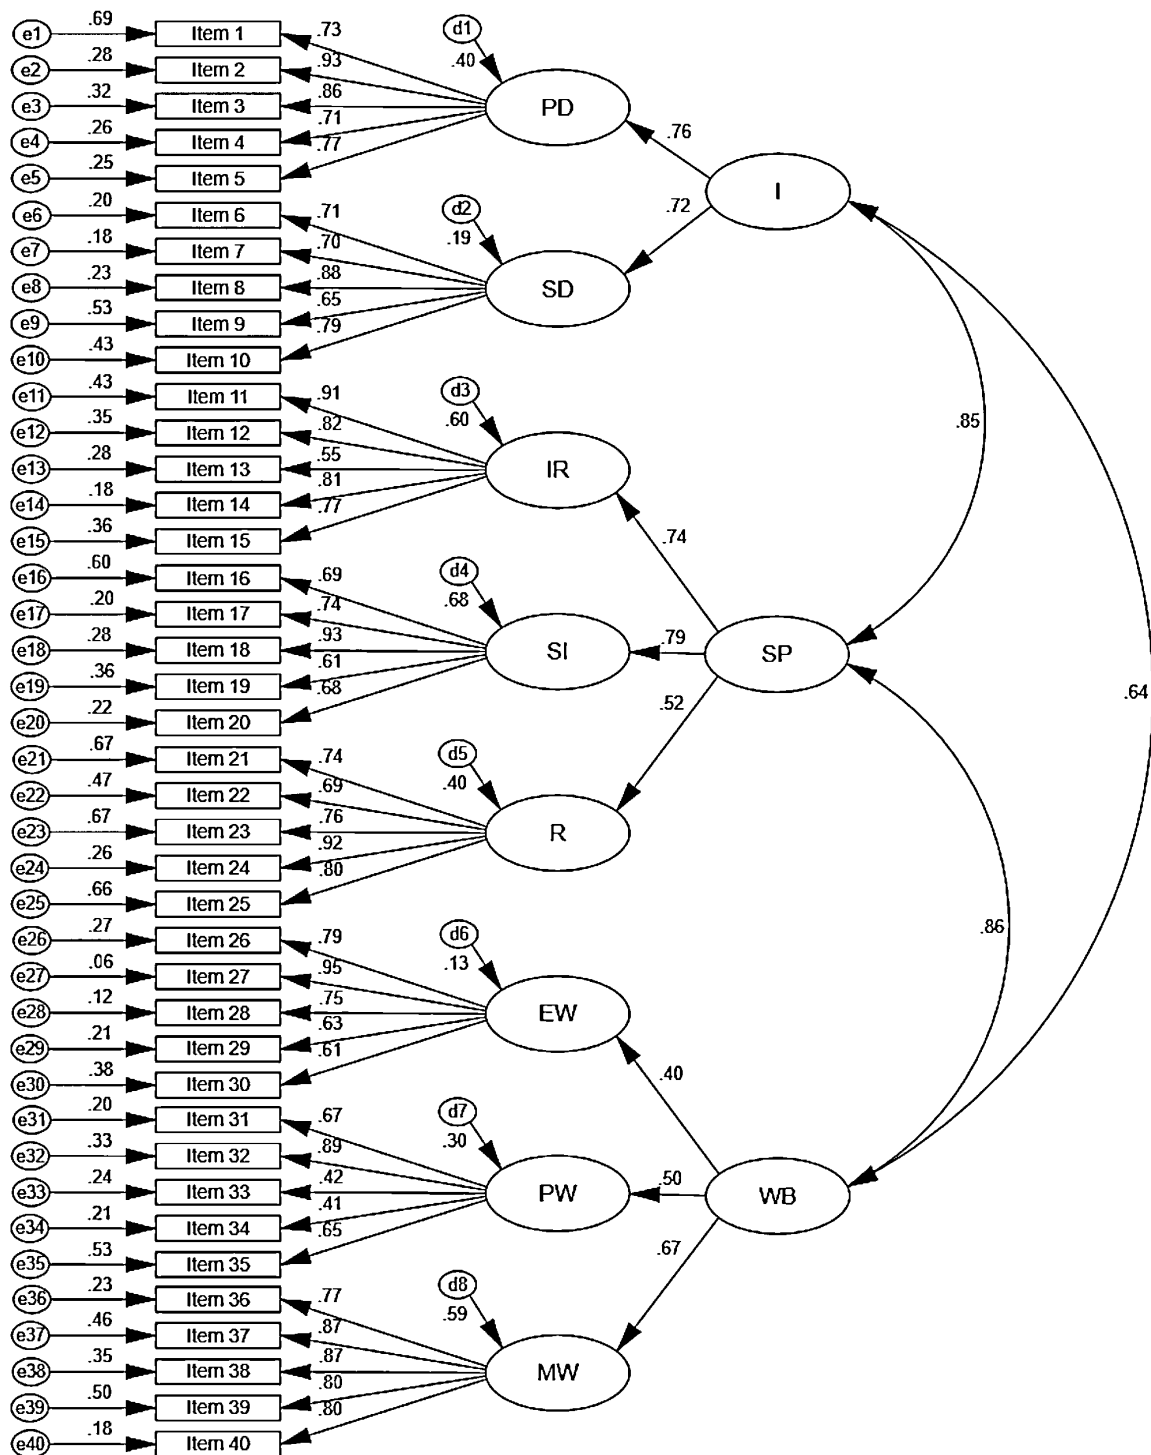 e1 .69 Item 1 .73 d1
e2 .28 Item 2 .93 .40
e3 .32 Item 3 .86 PD
e4 .26 Item 4 .71 .76
e5 .25 Item 5 .77 I
e6 .20 Item 6 .71 d2 .72
e7 .18 Item 7 .70 .19
e8 .23 Item 8 .88 SD
e9 .53 Item 9 .65
e10 .43 Item 10 .79
e11 .43 Item 11 .91 d3
e12 .35 Item 12 .82 .60 .85
e13 .28 Item 13 .55 IR
e14 .18 Item 14 .81
e15 .36 Item 15 .77 .74
e16 .60 Item 16 .69 d4
e17 .20 Item 17 .74 .68
e18 .28 Item 18 .93 SI .79 SP
e19 .36 Item 19 .61 .64
e20 .22 Item 20 .68 .52
e21 .67 Item 21 .74 d5
e22 .47 Item 22 .69 .40
e23 .67 Item 23 .76 R
e24 .26 Item 24 .92
e25 .66 Item 25 .80
e26 .27 Item 26 .79 d6 .86
e27 .06 Item 27 .95 .13
e28 .12 Item 28 .75 EW
e29 .21 Item 29 .63
e30 .38 Item 30 .61 .40
e31 .20 Item 31 .67 d7
e32 .33 Item 32 .89 .30
e33 .24 Item 33 .42 PW .50 WB
e34 .21 Item 34 .41
e35 .53 Item 35 .65 .67
e36 .23 Item 36 .77 d8
e37 .46 Item 37 .87 .59
e38 .35 Item 38 .87 MW
e39 .50 Item 39 .80
e40 .18 Item 40 .80